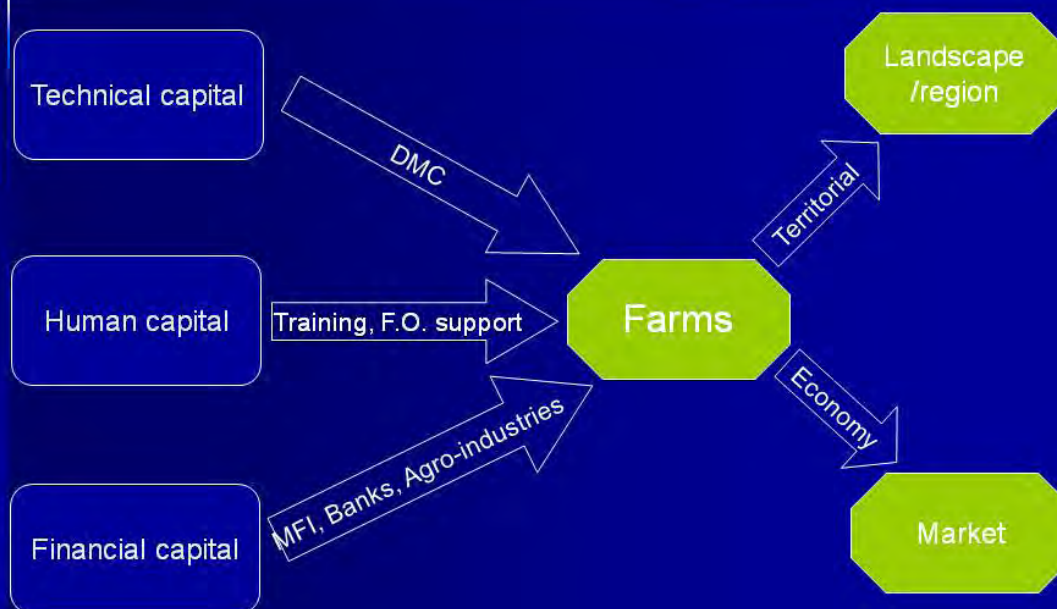 Technical capital
DMC
Landscape
/region
Territorial
Human capital
Training, F.O. support
Farms
Economy
MFI, Banks, Agro-industries
Financial capital
Market